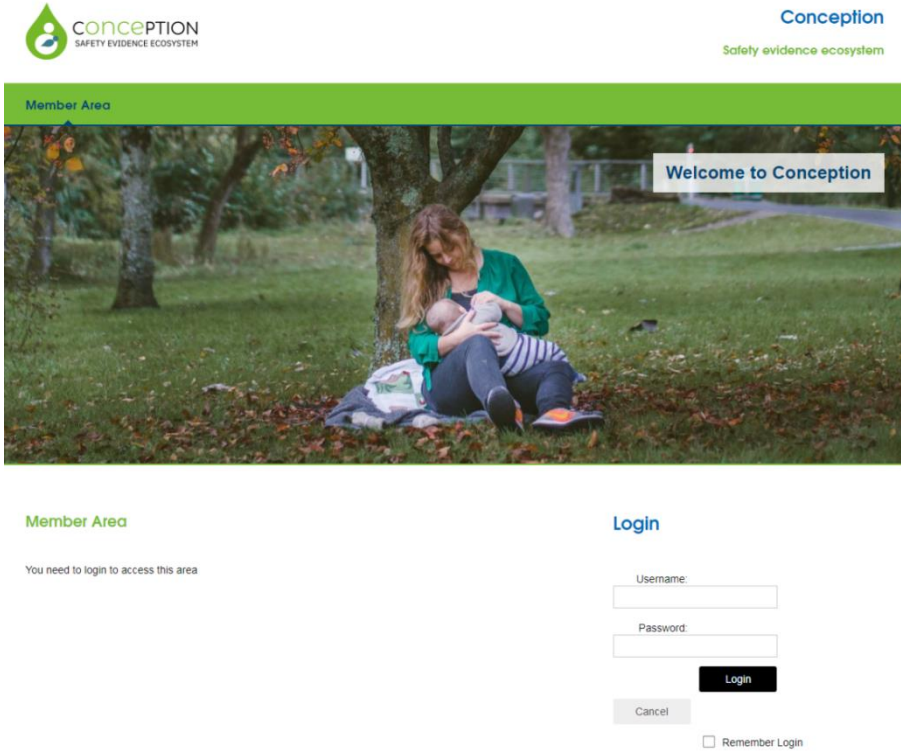 CONCEPTION
SAFETY EVIDENCE ECOSYSTEM
Conception
Safety evidence ecosystem
Member Area
Welcome to Conception
Member Area
You need to login to access this area
Login
Username:
Password:
Login
Cancel
Remember Login